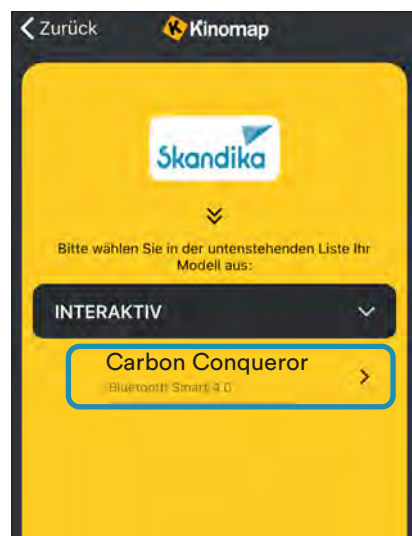 Zurück
Kinomap
Skandika
Bitte wählen Sie in der untenstehenden Liste Ihr
Modell aus:
INTERAKTIV
Carbon Conqueror
Bluetooth Smart 4.0